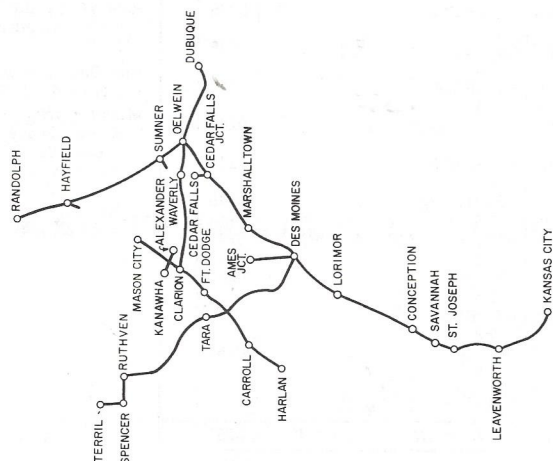 RANDOLPH
HAYFIELD
SUMNER
OELWEIN
DUBUQUE
MASON CITY
KANAWHA
ALEXANDER
WAVERLY
CLARION
CEDAR FALLS
CEDAR FALLS
JCT.
FT. DODGE
MARSHALLTOWN
AMES
JCT.
DES MOINES
RUTHVEN
TERRIL
SPENCER
TARA
CARROLL
HARLAN
LORIMOR
CONCEPTION
SAVANNAH
ST. JOSEPH
LEAVENWORTH
KANSAS CITY